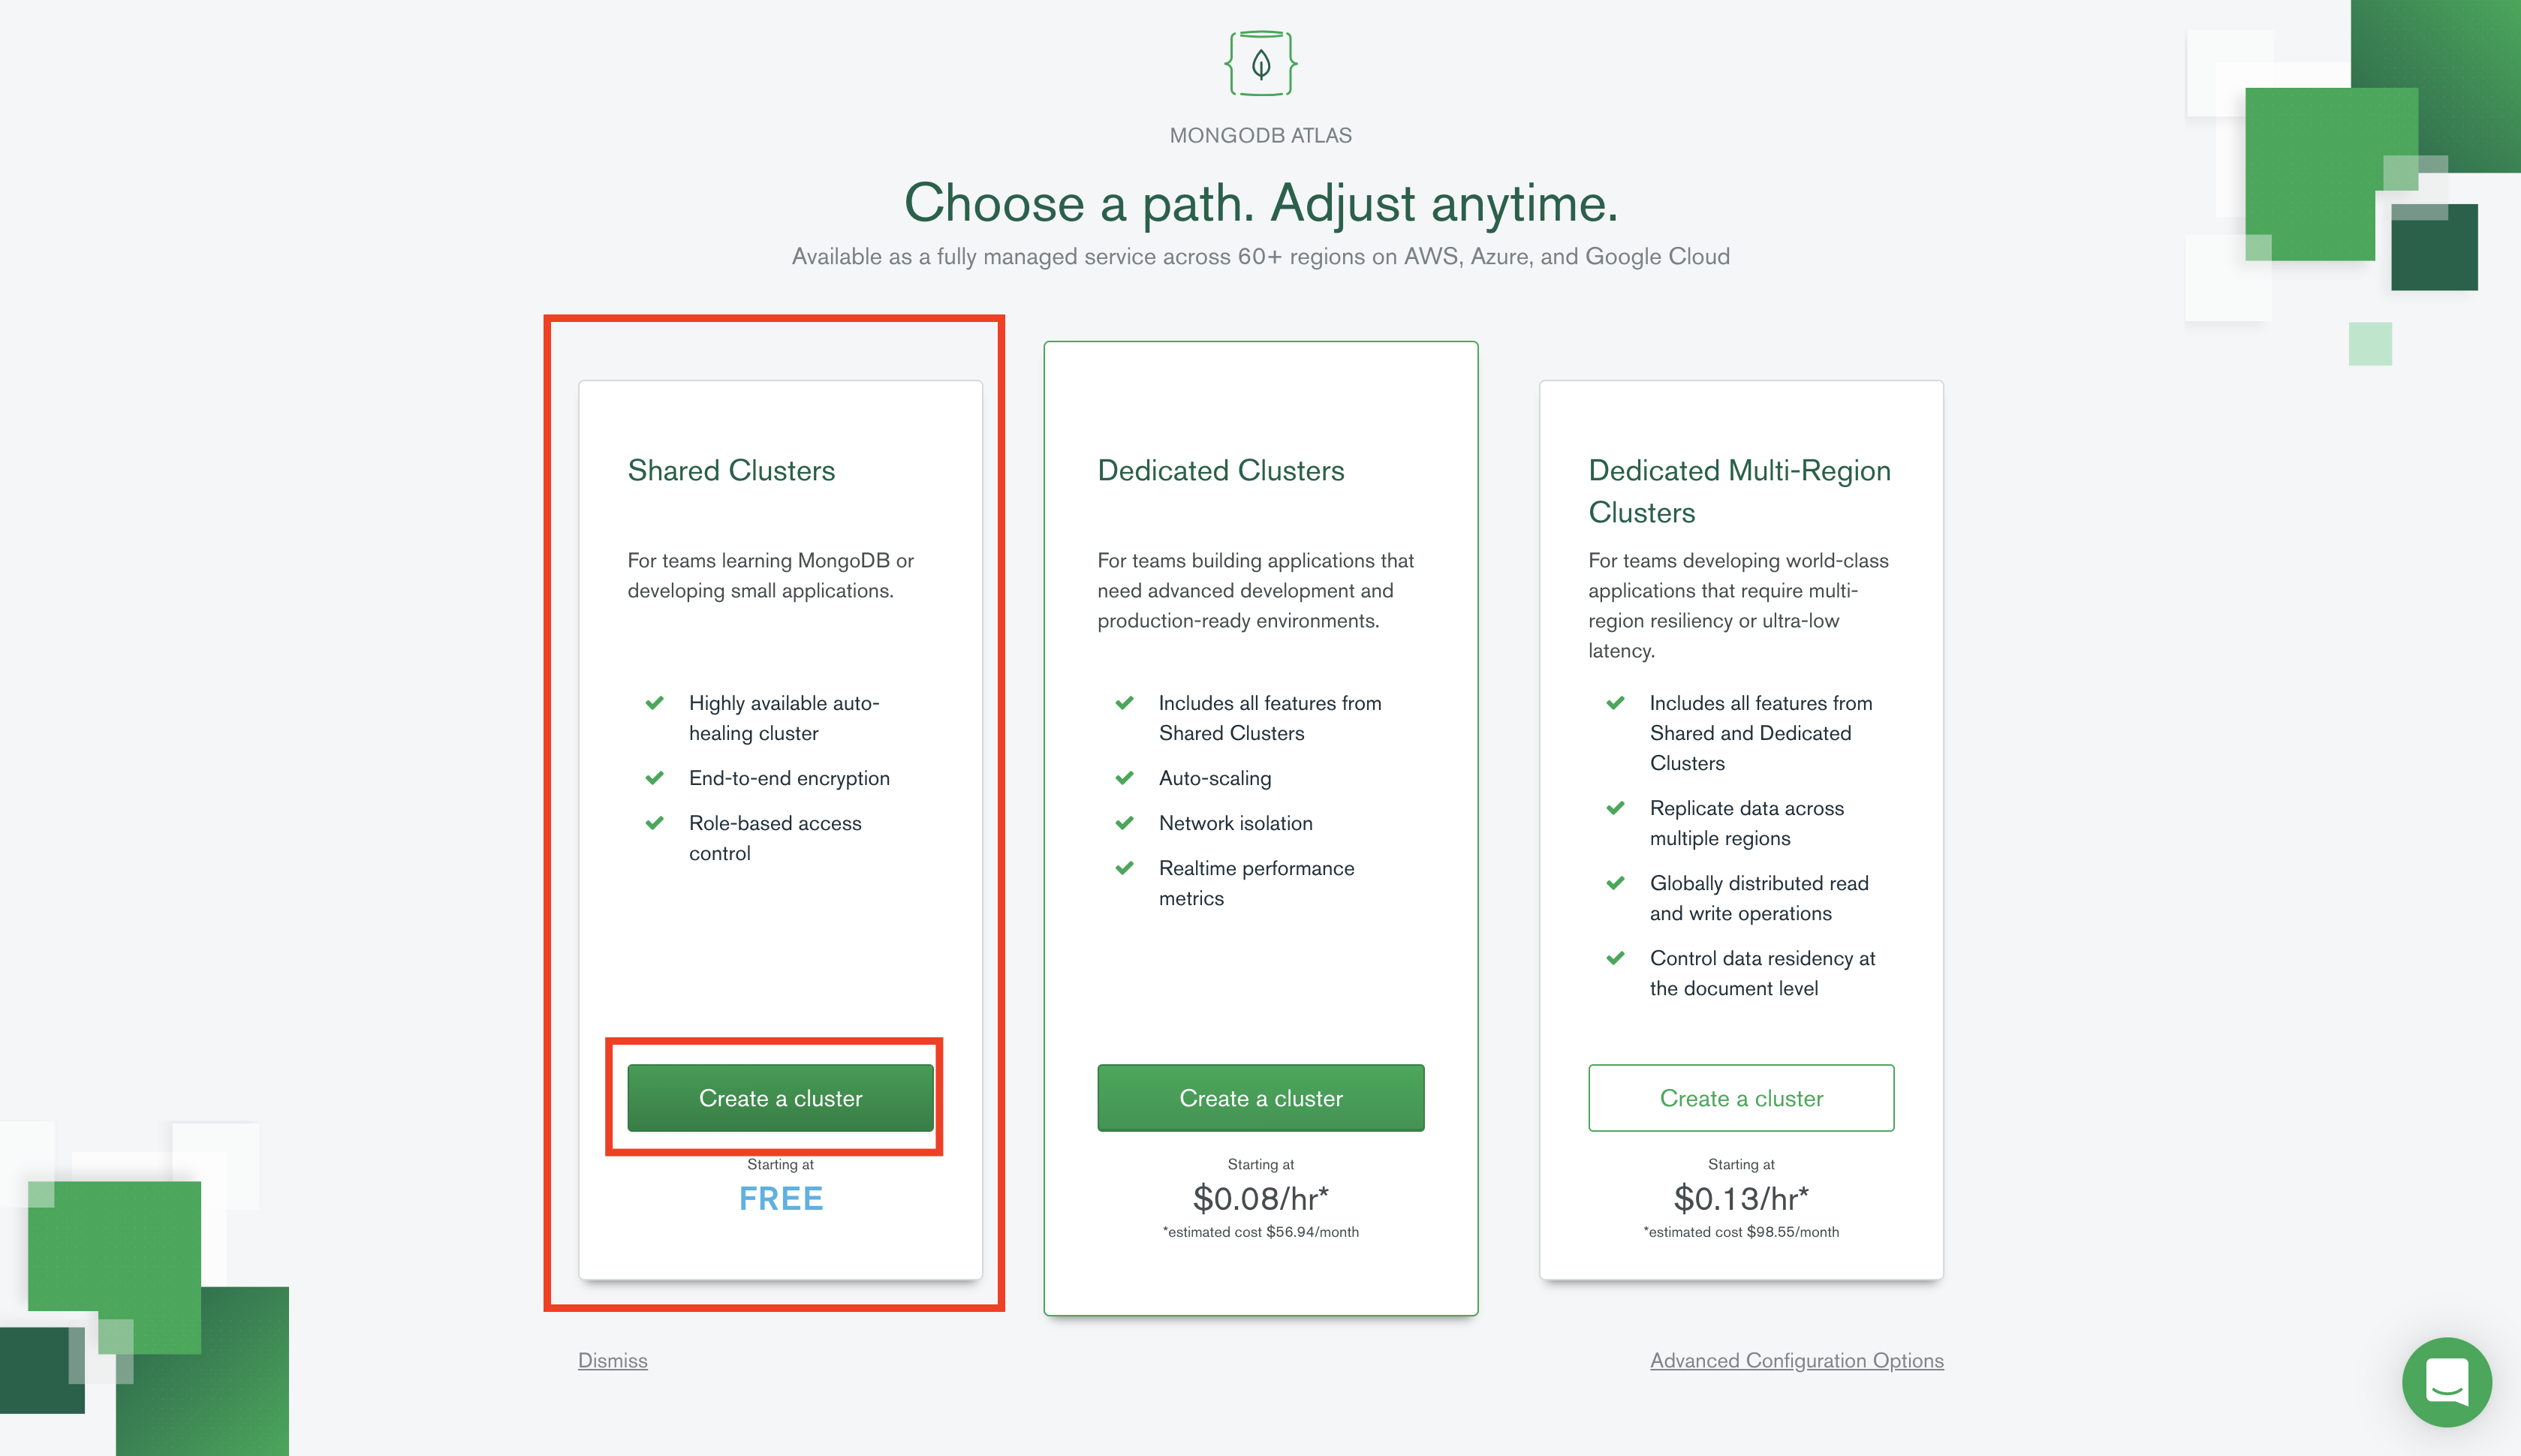 MONGODB ATLAS
Choose a path. Adjust anytime.
Available as a fully managed service across 60+ regions on AWS, Azure, and Google Cloud
Shared Clusters
For teams learning MongoDB or
developing small applications.
Highly available auto-
healing cluster
End-to-end encryption
Role-based access
control
Create a cluster
Starting at
FREE
Dedicated Clusters
For teams building applications that
need advanced development and
production-ready environments.
Includes all features from
Shared Clusters
Auto-scaling
Network isolation
Realtime performance
metrics
Create a cluster
Starting at
$0.08/hr*
*estimated cost $56.94/month
Dedicated Multi-Region
Clusters
For teams developing world-class
applications that require multi-
region resiliency or ultra-low
latency.
Includes all features from
Shared and Dedicated
Clusters
Replicate data across
multiple regions
Globally distributed read
and write operations
Control data residency at
the document level
Create a cluster
Starting at
$0.13/hr*
*estimated cost $98.55/month
Dismiss
Advanced Configuration Options